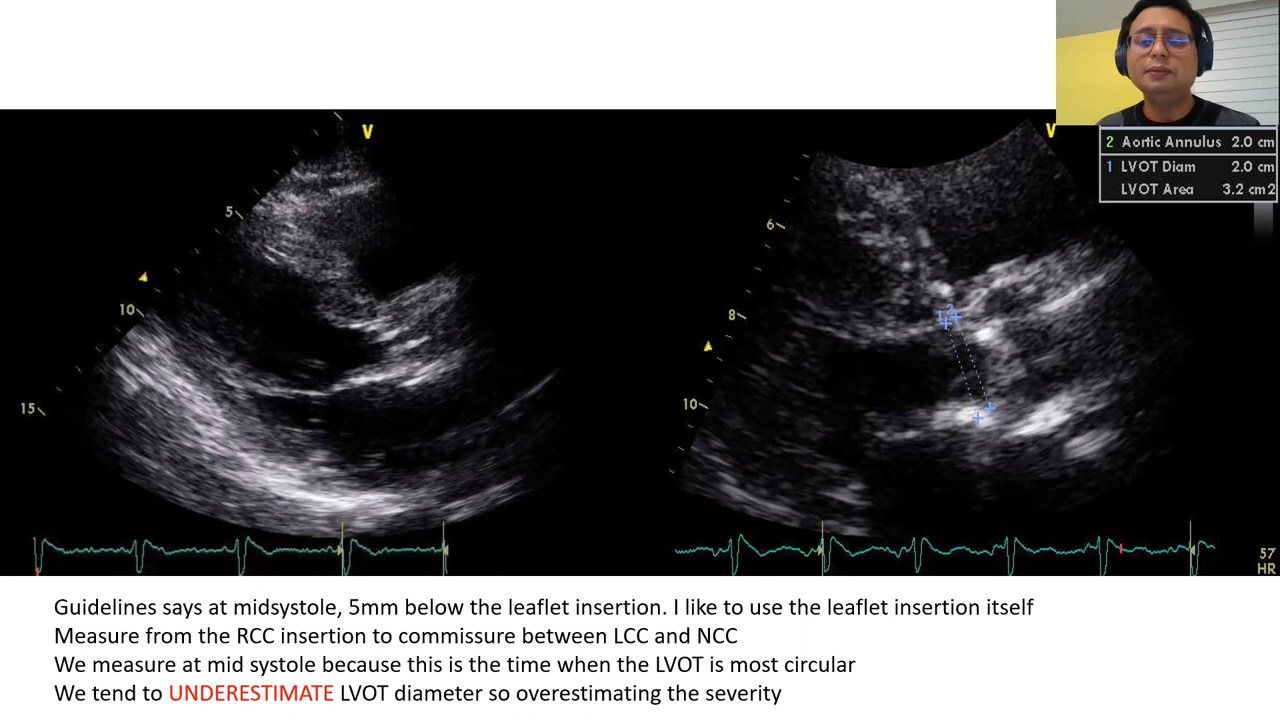 V
V
2 Aortic Annulus 2.0 cm
1 LVOT Diam 2.0 cm
LVOT Area 3.2 cm2
5
10
15
6
8
10
1 2
57
HR
Guidelines says at midsystole, 5mm below the leaflet insertion. I like to use the leaflet insertion itself
Measure from the RCC insertion to commissure between LCC and NCC
We measure at mid systole because this is the time when the LVOT is most circular
We tend to UNDERESTIMATE LVOT diameter so overestimating the severity